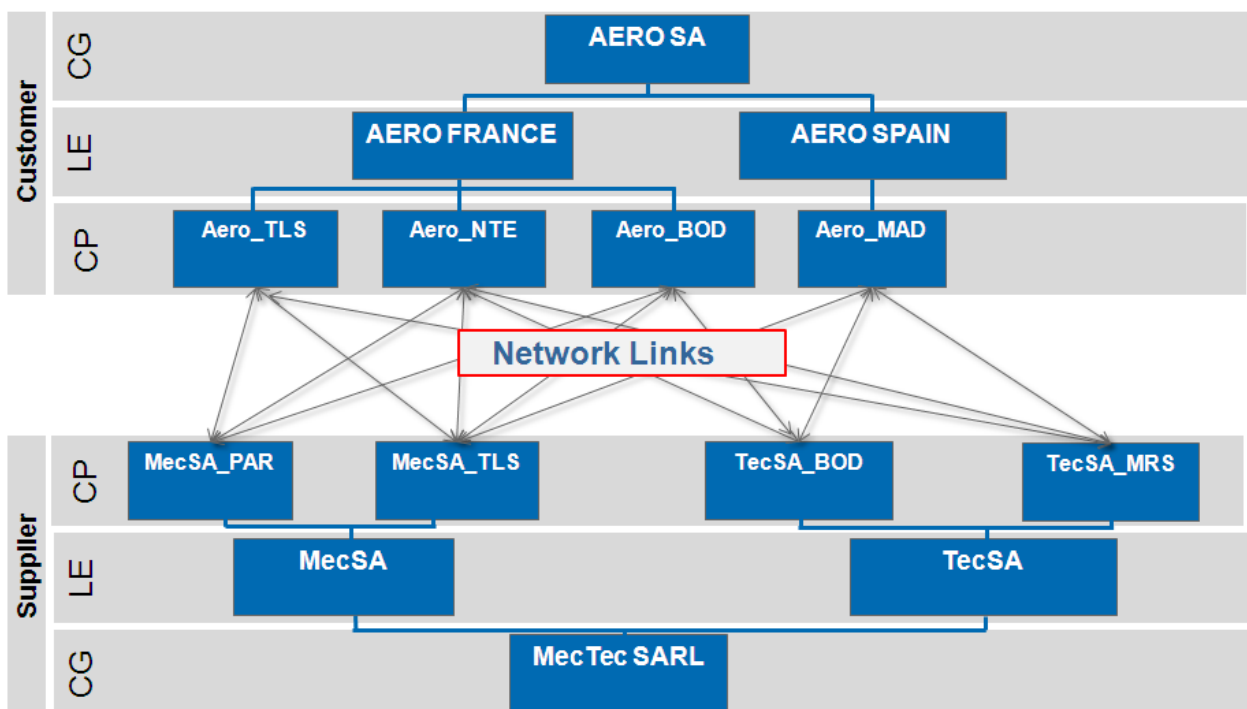 Customer
CG
AERO SA
LE
AERO FRANCE
AERO SPAIN
CP
Aero_TLS
Aero_NTE
Aero_BOD
Aero_MAD
Network Links
Supplier
CP
MecSA_PAR
MecSA_TLS
TecSA_BOD
TecSA_MRS
LE
MecSA
TecSA
CG
MecTec SARL